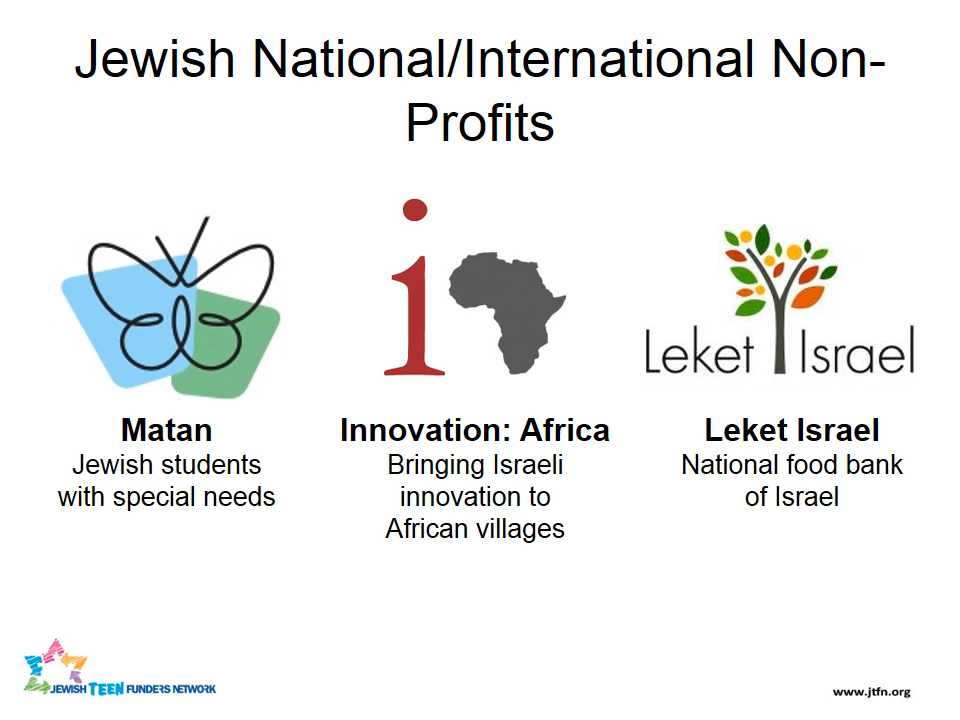 Jewish National/International Non-
Profits
i
Leket Israel
Matan
Jewish students
with special needs
Innovation: Africa
Bringing Israeli
innovation to
African villages
Leket Israel
National food bank
of Israel
JEWISH TEEN FUNDERS NETWORK
www.jtfn.org